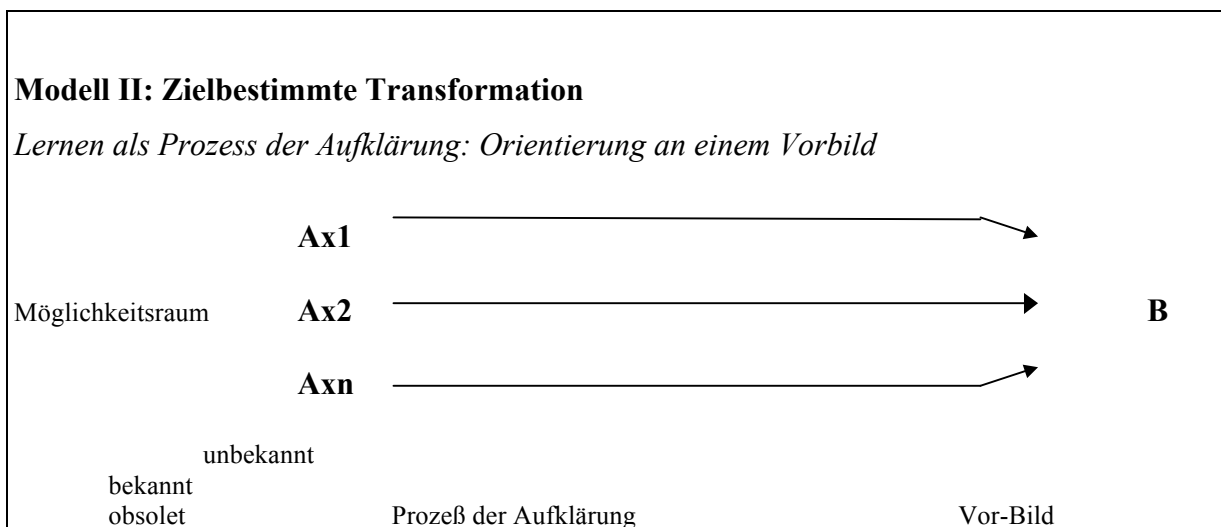 Modell II: Zielbestimmte Transformation
Lernen als Prozess der Aufklärung: Orientierung an einem Vorbild
Ax1
Möglichkeitsraum Ax2 B
Axn
unbekannt
bekannt
obsolet Prozeß der Aufklärung Vor-Bild